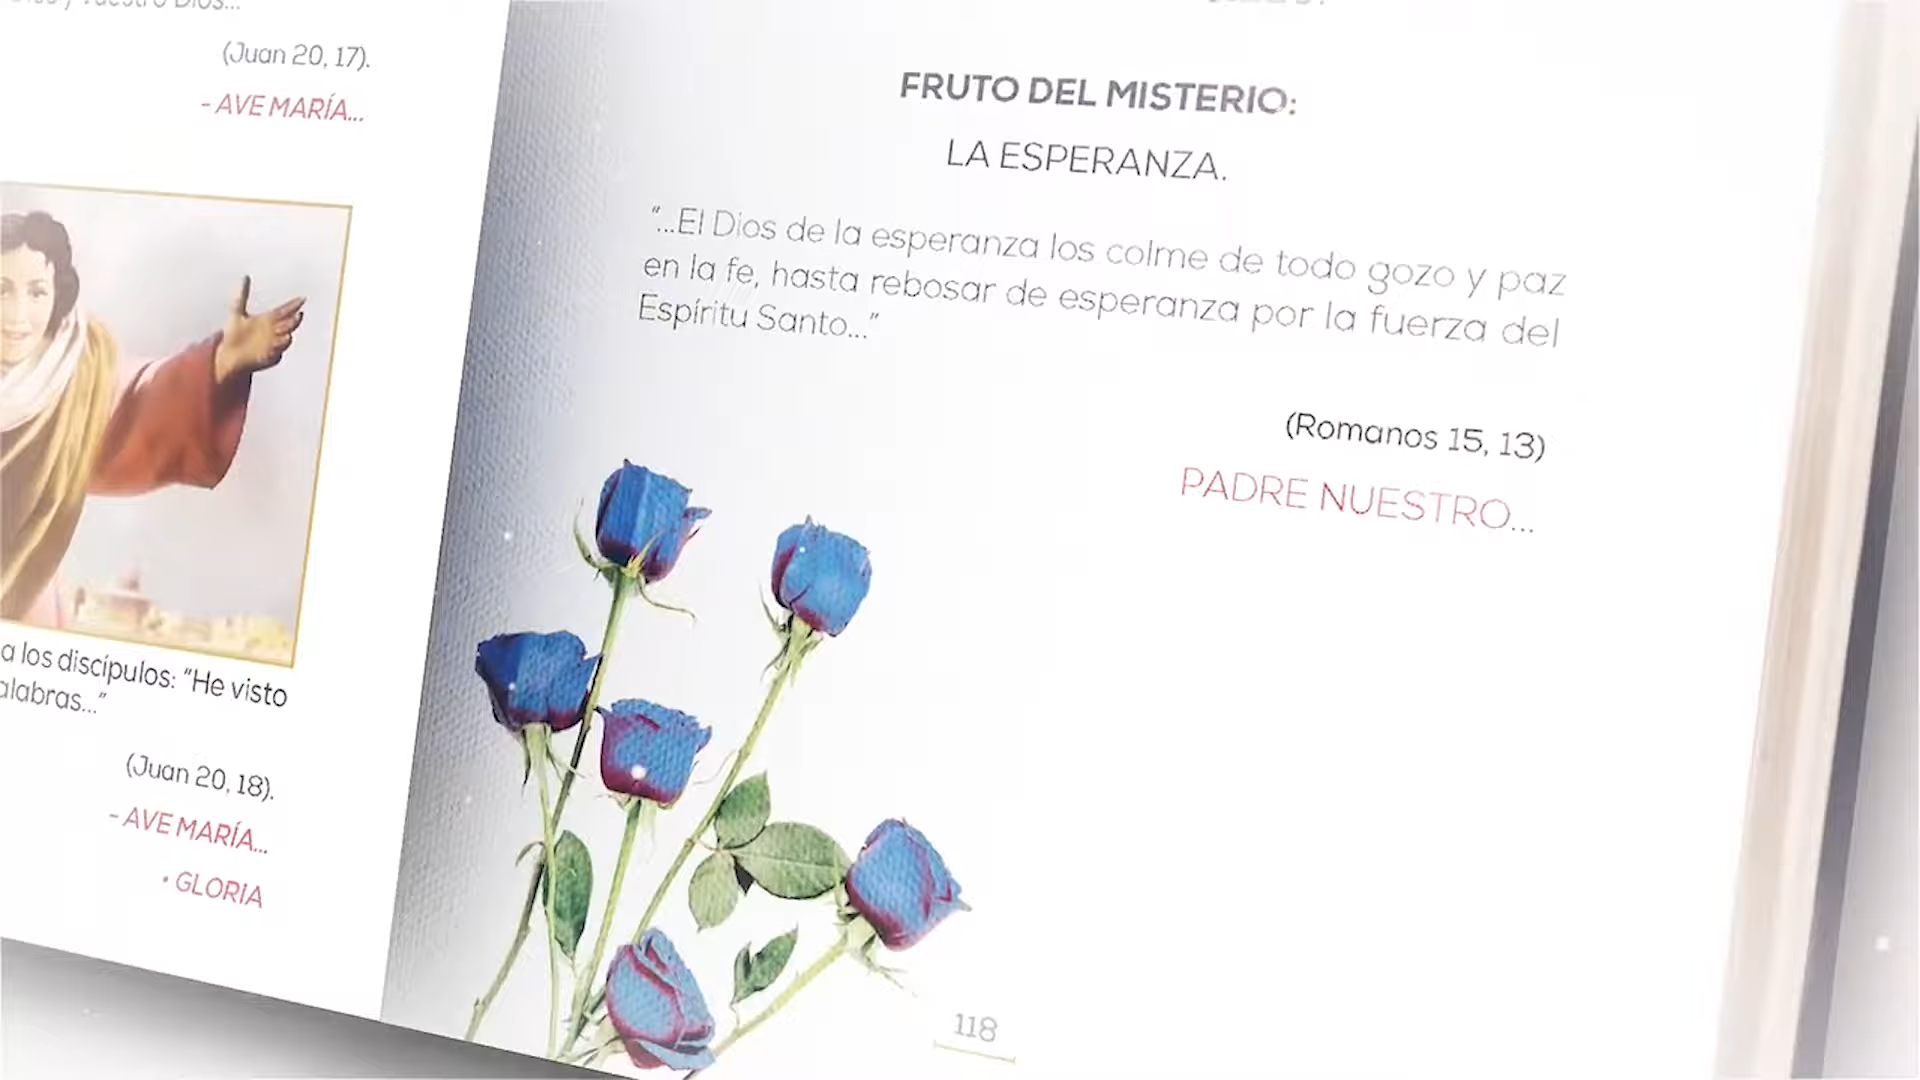 (Juan 20, 17).
- AVE MARÍA...
a los discípulos: “He visto
alabras...”
(Juan 20, 18).
- AVE MARÍA...
• GLORIA
FRUTO DEL MISTERIO:
LA ESPERANZA.
“...El Dios de la esperanza los colme de todo gozo y paz
en la fe, hasta rebosar de esperanza por la fuerza del
Espíritu Santo...”
(Romanos 15, 13)
PADRE NUESTRO...
118